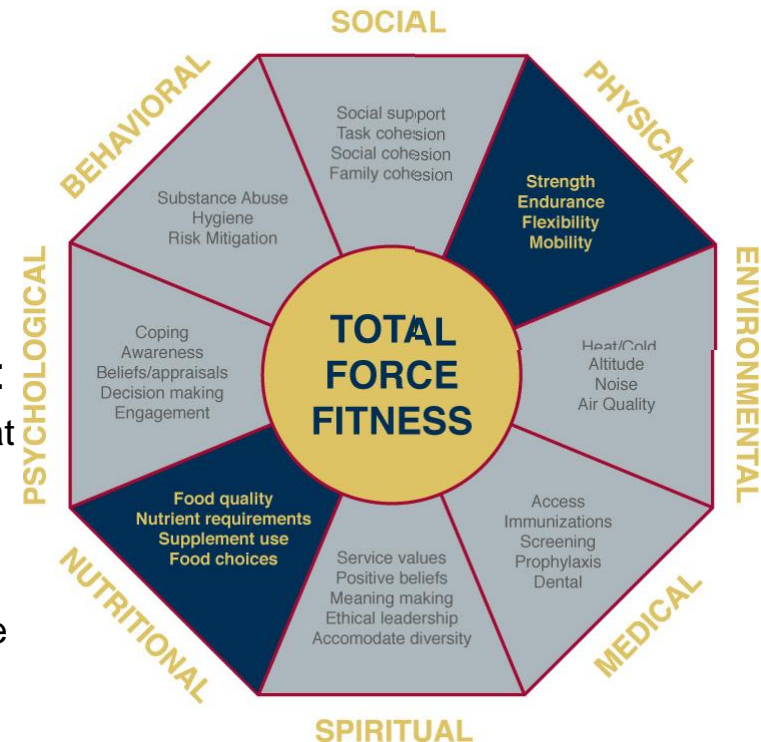 SOCIAL
Social support
Task cohesion
Social cohesion
Family cohesion
PHYSICAL
Strength
Endurance
Flexibility
Mobility
ENVIRONMENTAL
Heat/Cold
Altitude
Noise
Air Quality
MEDICAL
Access
Immunizations
Screening
Prophylaxis
Dental
SPIRITUAL
Service values
Positive beliefs
Meaning making
Ethical leadership
Accomodate diversity
NUTRITIONAL
Food quality
Nutrient requirements
Supplement use
Food choices
PSYCHOLOGICAL
Coping
Awareness
Beliefs/appraisals
Decision making
Engagement
BEHAVIORAL
Substance Abuse
Hygiene
Risk Mitigation
TOTAL
FORCE
FITNESS